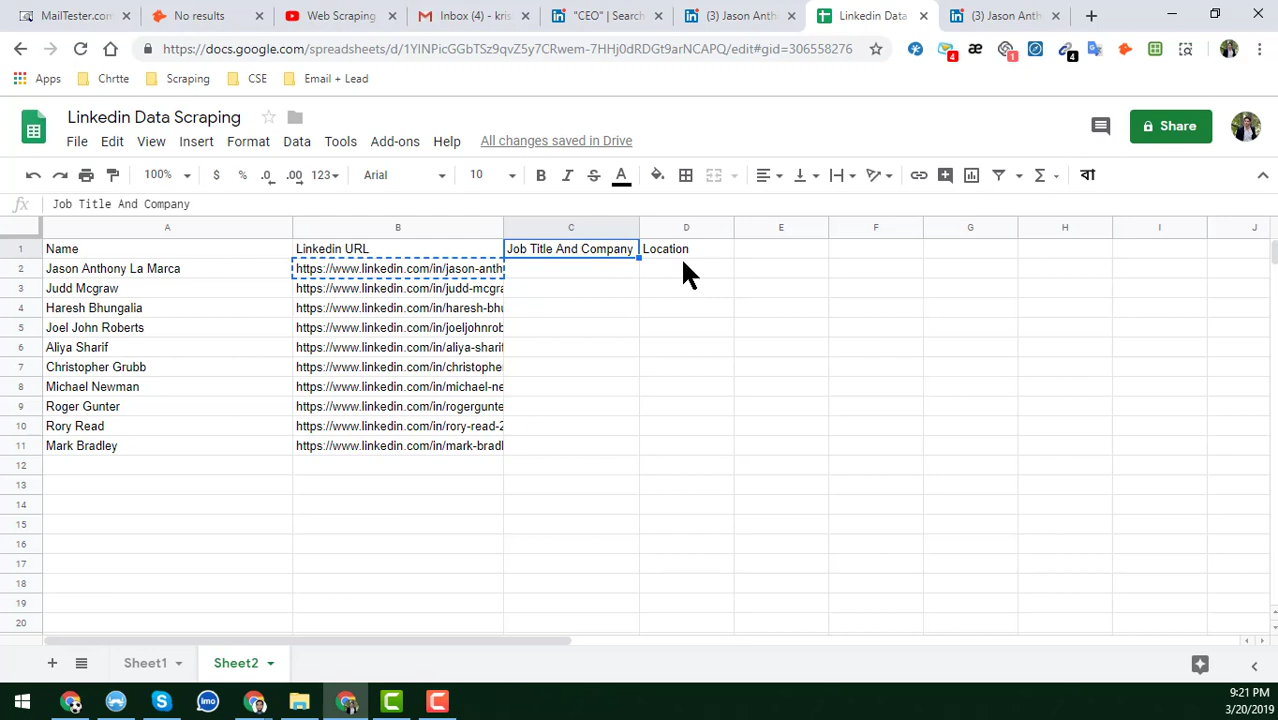 MailTester.com
No results
Web Scraping
Inbox (4) - kris
"CEO" | Search
(3) Jason Anth
Linkedin Data
(3) Jason Anth
https://docs.google.com/spreadsheets/d/1YlNPicGGbTSz9qvZ5y7CRwem-7HHj0dRDGt9arNCAPQ/edit#gid=306558276
4
1
4
Apps
Chrtte
Scraping
CSE
Email + Lead
Linkedin Data Scraping
Share
File Edit View Insert Format Data Tools Add-ons Help All changes saved in Drive
100% $ % .0 .00 123 Arial 10 B I S A বা
fx Job Title And Company
A B C D E F G H I J
1 Name Linkedin URL Job Title And Company Location
2 Jason Anthony La Marca https://www.linkedin.com/in/jason-anth
3 Judd Mcgraw https://www.linkedin.com/in/judd-mcgra
4 Haresh Bhungalia https://www.linkedin.com/in/haresh-bhu
5 Joel John Roberts https://www.linkedin.com/in/joeljohnrob
6 Aliya Sharif https://www.linkedin.com/in/aliya-sharif
7 Christopher Grubb https://www.linkedin.com/in/christophe
8 Michael Newman https://www.linkedin.com/in/michael-ne
9 Roger Gunter https://www.linkedin.com/in/rogergunte
10 Rory Read https://www.linkedin.com/in/rory-read-2
11 Mark Bradley https://www.linkedin.com/in/mark-bradl
12
13
14
15
16
17
18
19
20
Sheet1
Sheet2
imo
9:21 PM
3/20/2019